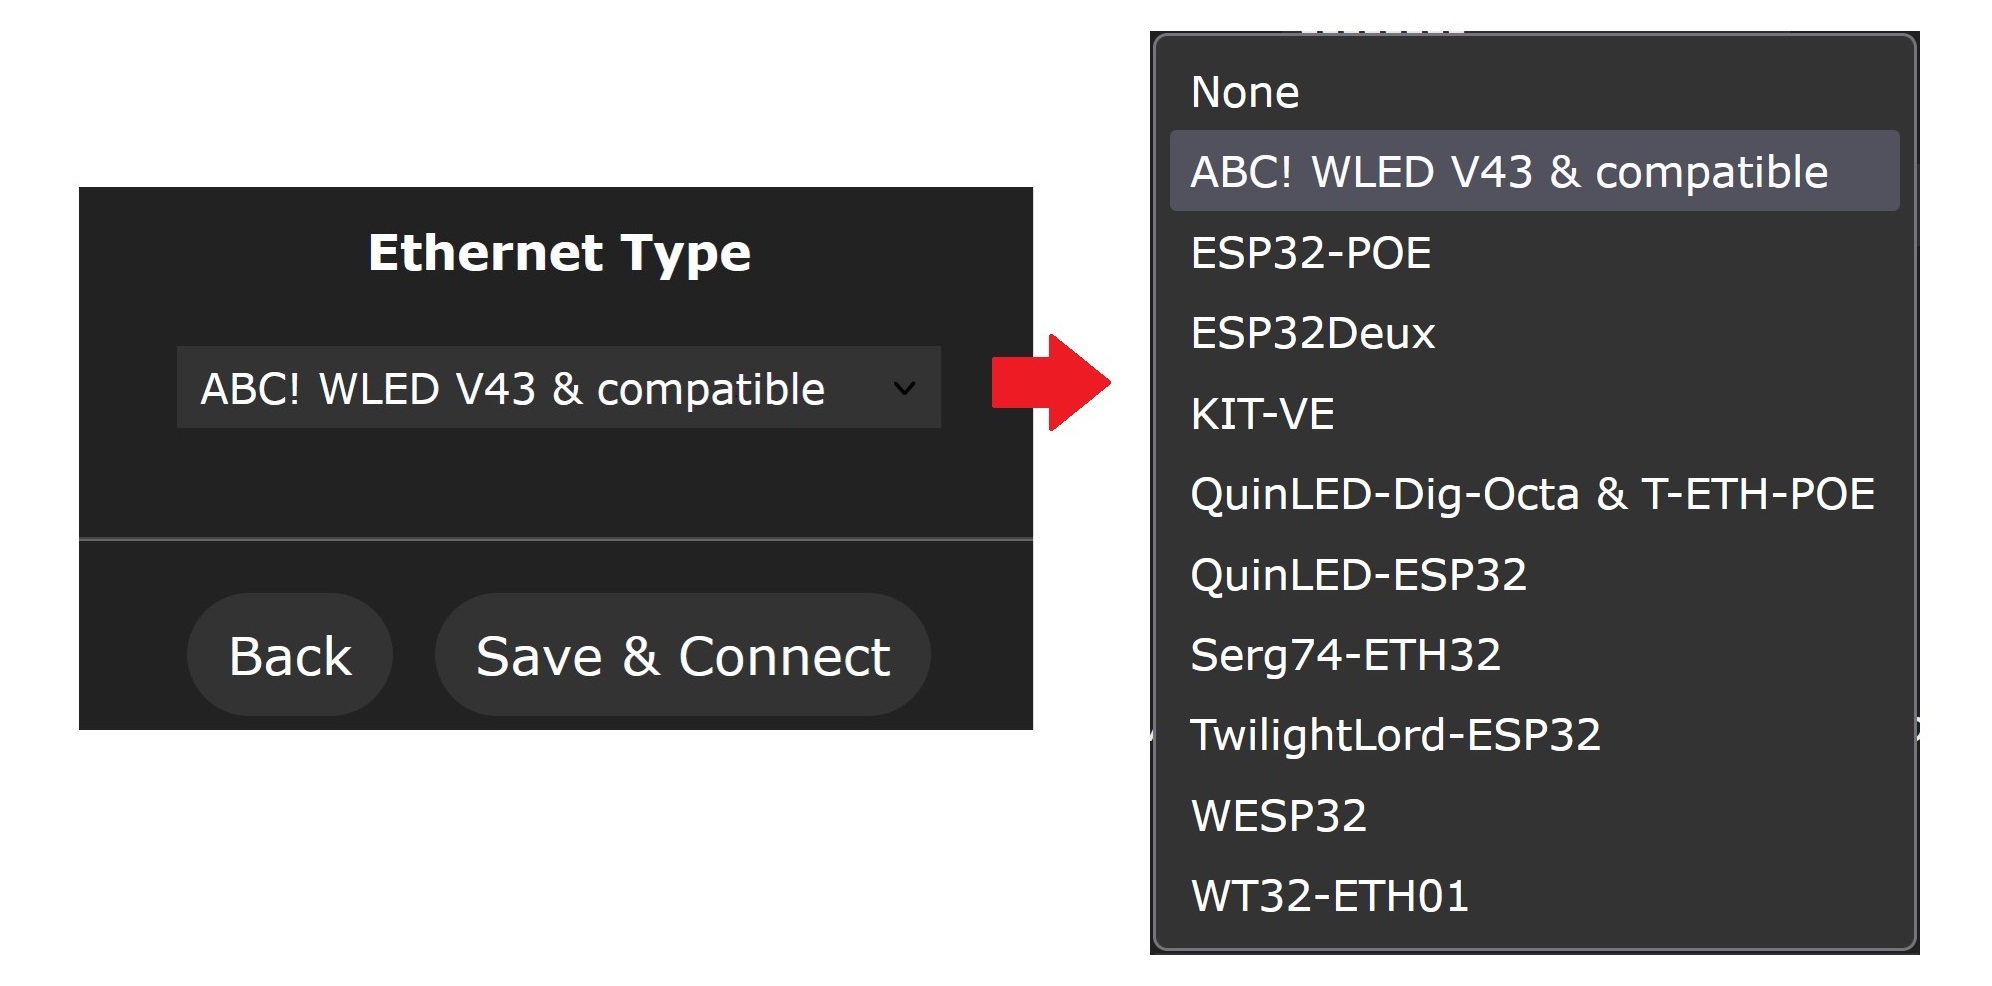 Ethernet Type
ABC! WLED V43 & compatible
Back
Save & Connect
None
ABC! WLED V43 & compatible
ESP32-POE
ESP32Deux
KIT-VE
QuinLED-Dig-Octa & T-ETH-POE
QuinLED-ESP32
Serg74-ETH32
TwilightLord-ESP32
WESP32
WT32-ETH01